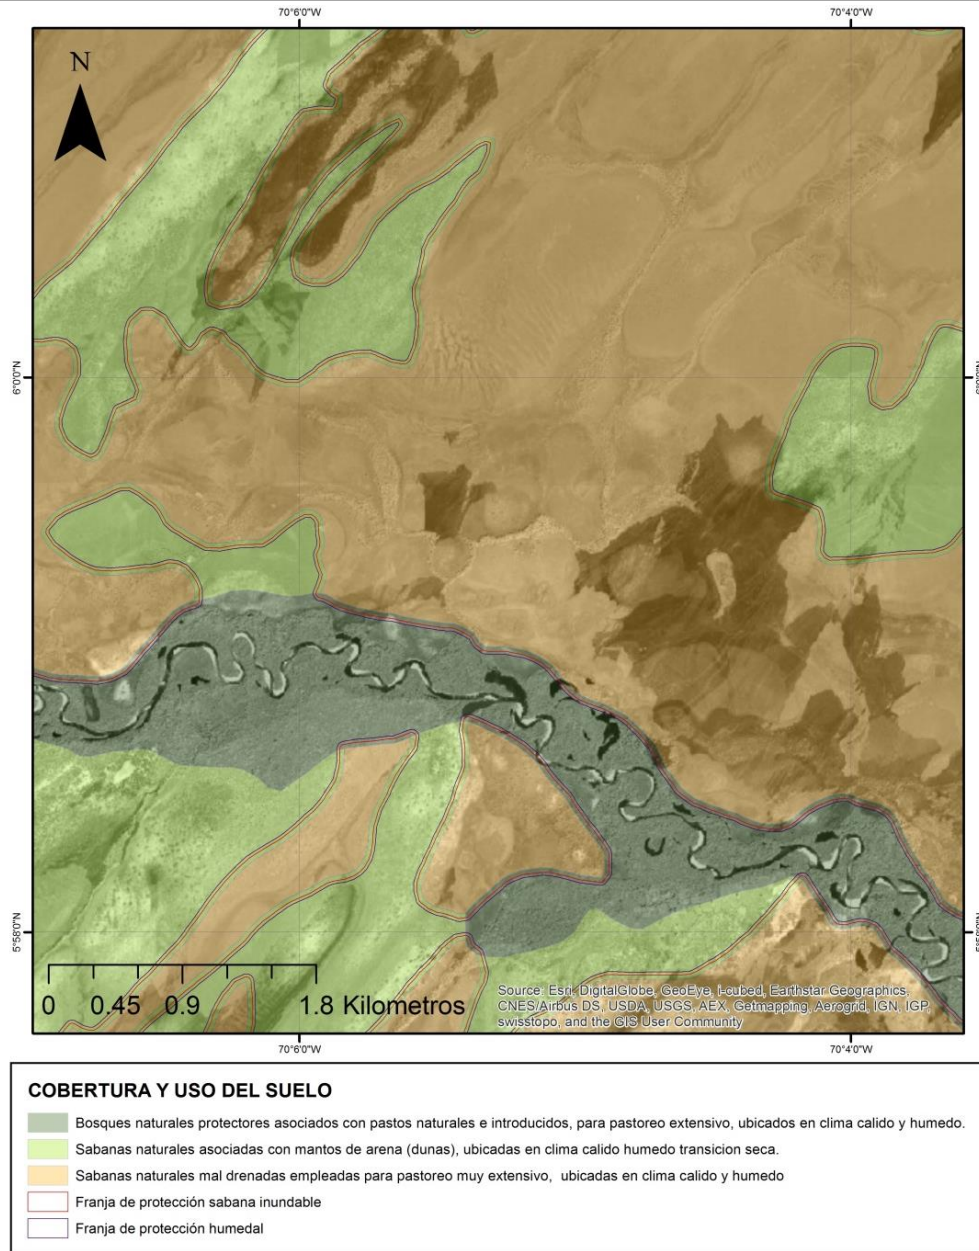 70°6'0"W
70°4'0"W
N
6°0'0"N
5°58'0"N
0 0.45 0.9 1.8 Kilometros
Source: Esri, DigitalGlobe, GeoEye, i-cubed, Earthstar Geographics,
CNES/Airbus DS, USDA, USGS, AEX, Getmapping, Aerogrid, IGN, IGP,
swisstopo, and the GIS User Community
70°6'0"W
70°4'0"W
COBERTURA Y USO DEL SUELO
Bosques naturales protectores asociados con pastos naturales e introducidos, para pastoreo extensivo, ubicados en clima calido y humedo.
Sabanas naturales asociadas con mantos de arena (dunas), ubicadas en clima calido humedo transicion seca.
Sabanas naturales mal drenadas empleadas para pastoreo muy extensivo, ubicadas en clima calido y humedo
Franja de protección sabana inundable
Franja de protección humedal